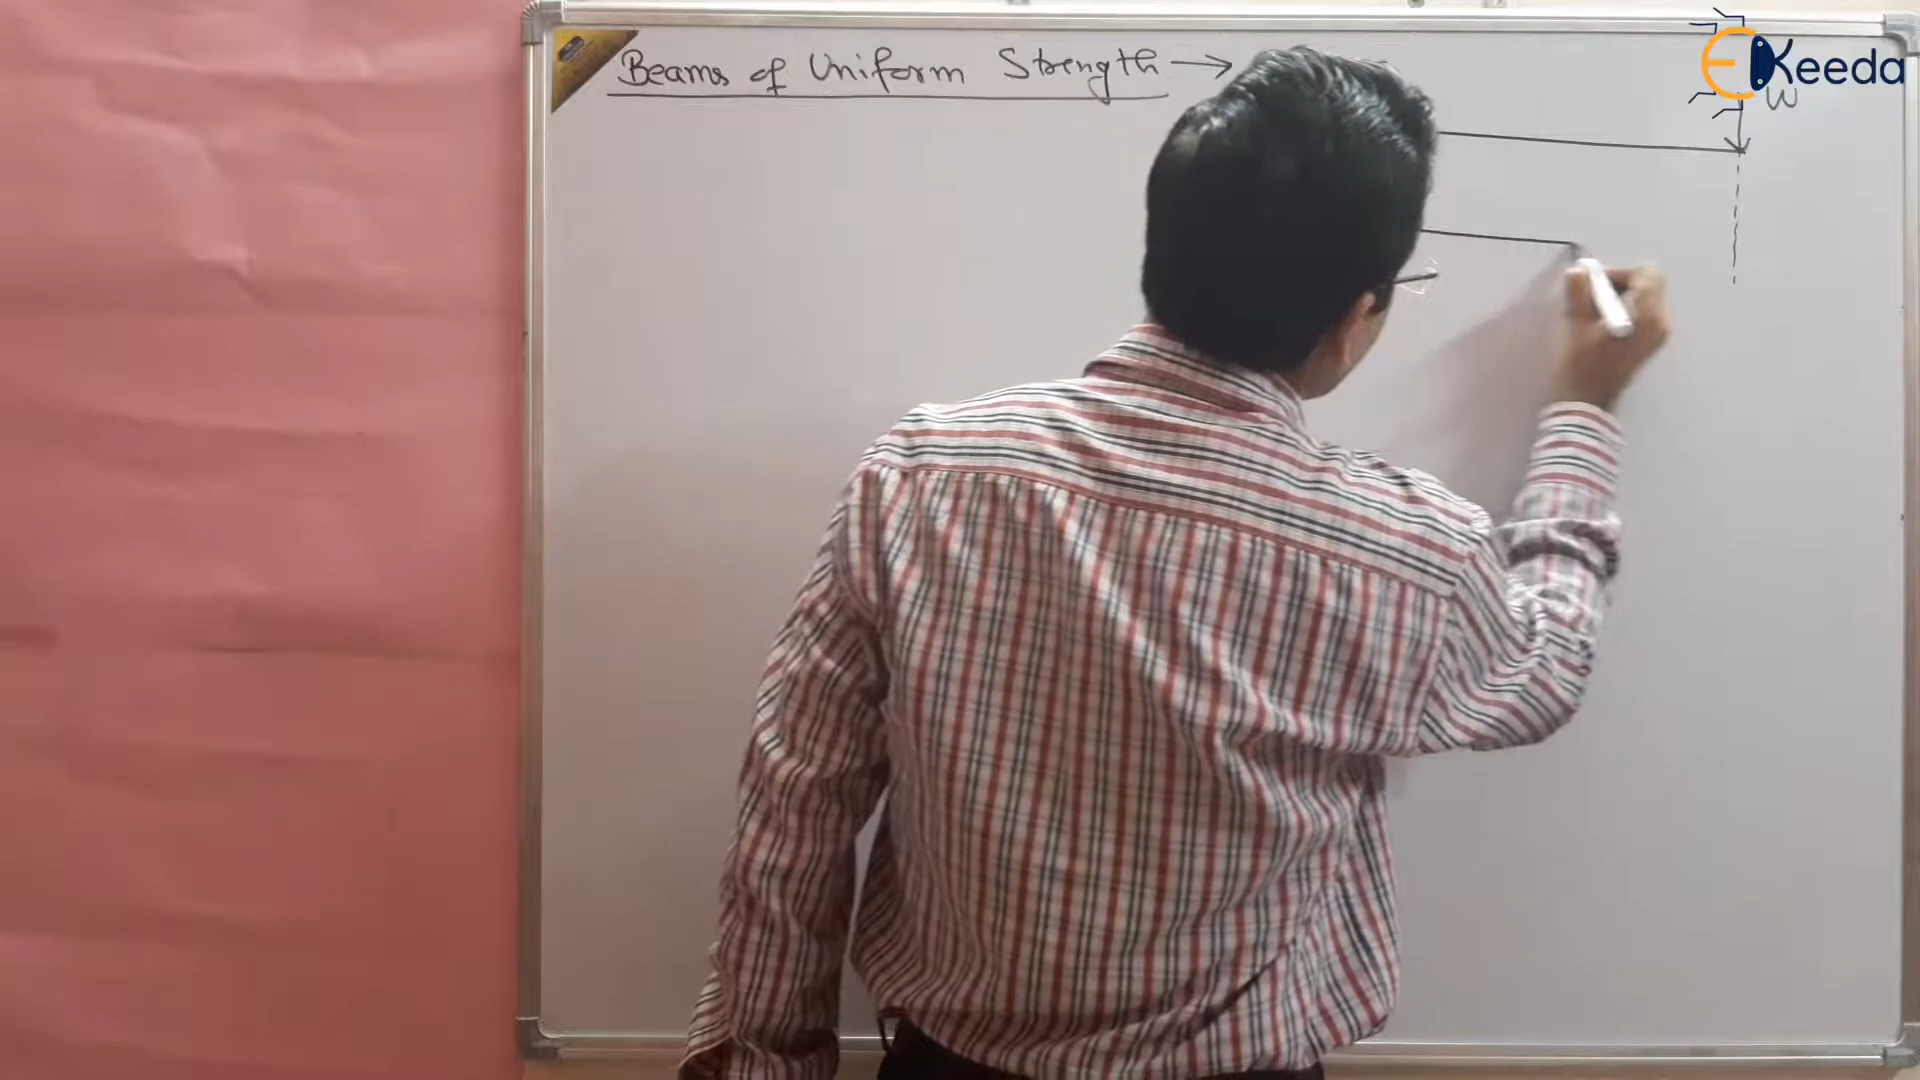 Beams of Uniform Strength →
EKeeda
W